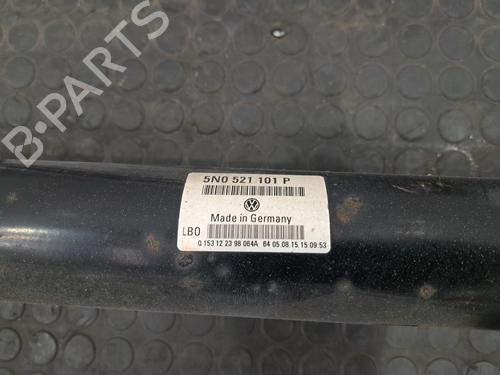 B-PARTS
5N0 521 101 P
Made in Germany
LBO
0.153 12 23 98 064A 64 05.08.15.15:09:53